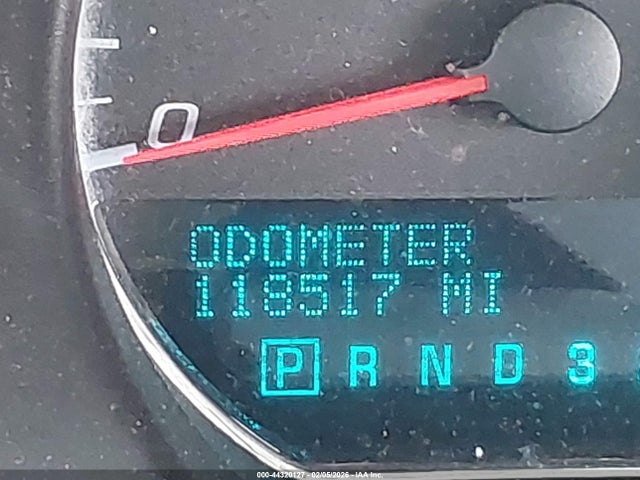 0
ODOMETER
118517 MI
P R N D 3
000-44320127 - 02/05/2026 - IAA Inc.